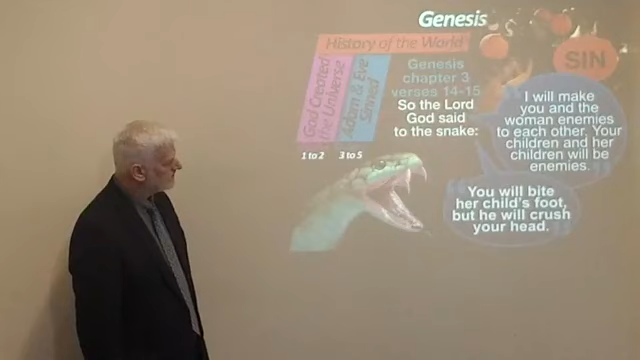 Genesis
History of the World
God Created
the Universe
Adam & Eve
Sinned
1 to 2
3 to 5
Genesis
chapter 3
verses 14-15
So the Lord
God said
to the snake:
SIN
I will make
you and the
woman enemies
to each other. Your
children and her
children will be
enemies.
You will bite
her child's foot,
but he will crush
your head.